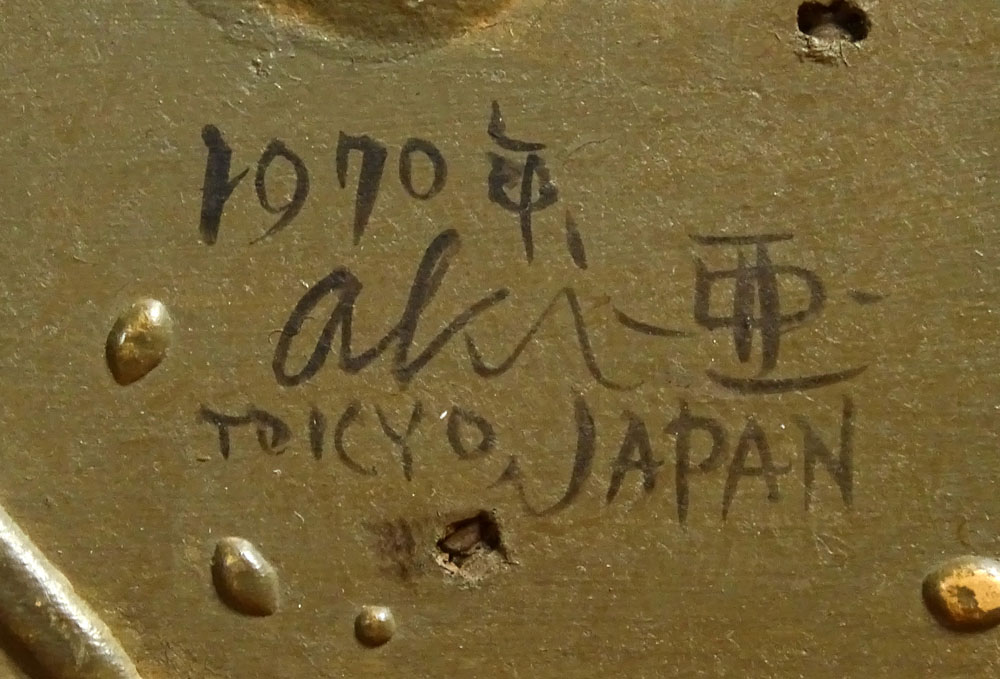 1970年
aki 亜
TOKYO, JAPAN